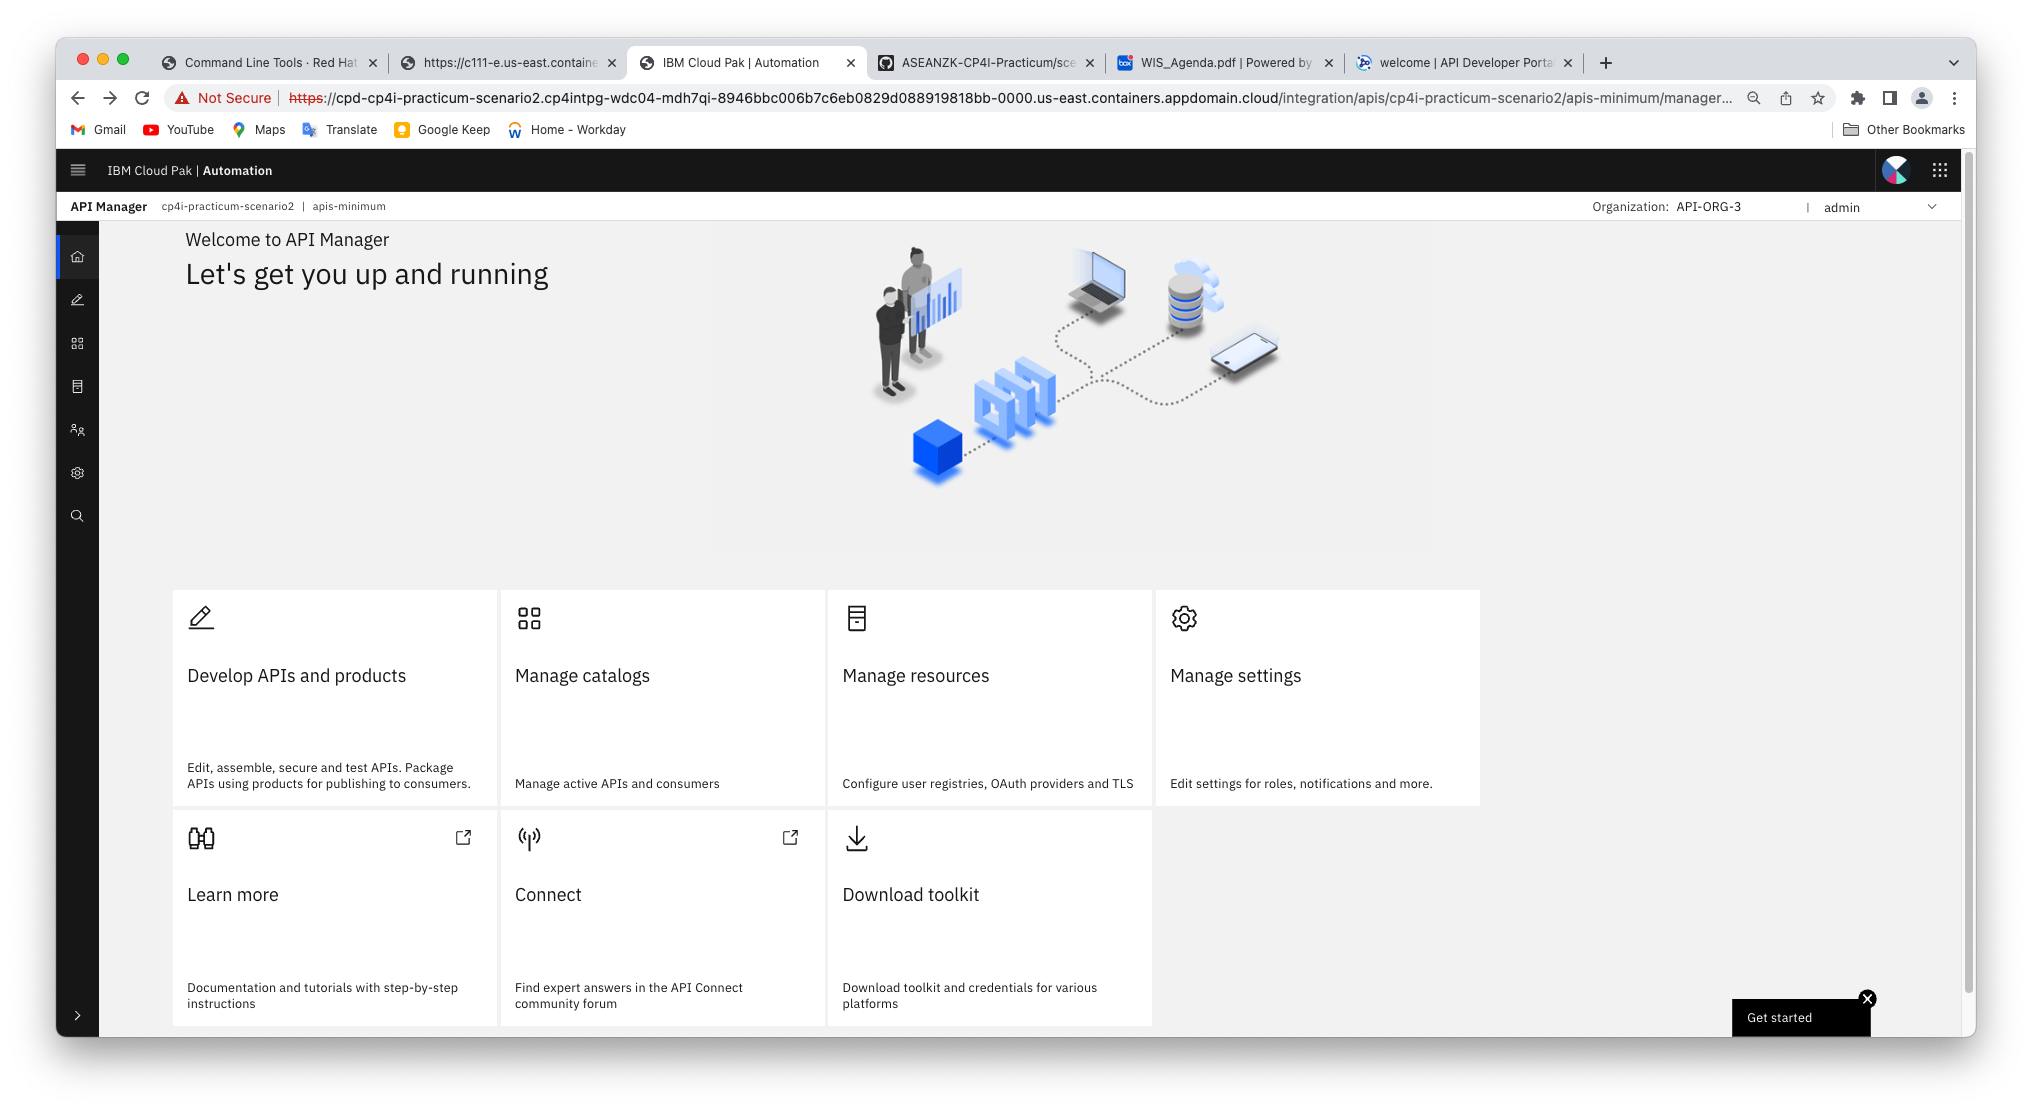 Command Line Tools · Red Hat
https://c111-e.us-east.containe
IBM Cloud Pak | Automation
ASEANZK-CP4I-Practicum/sce
box
WIS_Agenda.pdf | Powered by
welcome | API Developer Porta
Not Secure
https://cpd-cp4i-practicum-scenario2.cp4intpg-wdc04-mdh7qi-8946bbc006b7c6eb0829d088919818bb-0000.us-east.containers.appdomain.cloud/integration/apis/cp4i-practicum-scenario2/apis-minimum/manager...
Gmail
YouTube
Maps
Translate
Google Keep
Home - Workday
Other Bookmarks
IBM Cloud Pak | Automation
API Manager
cp4i-practicum-scenario2 | apis-minimum
Organization: API-ORG-3 | admin
Welcome to API Manager
Let's get you up and running
Develop APIs and products
Edit, assemble, secure and test APIs. Package
APIs using products for publishing to consumers.
Manage catalogs
Manage active APIs and consumers
Manage resources
Configure user registries, OAuth providers and TLS
Manage settings
Edit settings for roles, notifications and more.
Learn more
Documentation and tutorials with step-by-step
instructions
Connect
Find expert answers in the API Connect
community forum
Download toolkit
Download toolkit and credentials for various
platforms
Get started